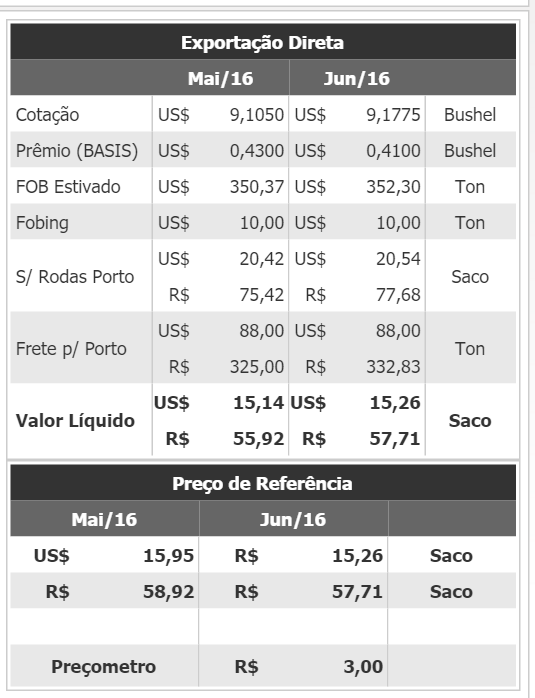 Exportação Direta
Mai/16 Jun/16
Cotação US$ 9,1050 US$ 9,1775 Bushel
Prêmio (BASIS) US$ 0,4300 US$ 0,4100 Bushel
FOB Estivado US$ 350,37 US$ 352,30 Ton
Fobing US$ 10,00 US$ 10,00 Ton
S/ Rodas Porto US$ 20,42 US$ 20,54 Saco
R$ 75,42 R$ 77,68
Frete p/ Porto US$ 88,00 US$ 88,00 Ton
R$ 325,00 R$ 332,83
Valor Líquido US$ 15,14 US$ 15,26 Saco
R$ 55,92 R$ 57,71
Preço de Referência
Mai/16 Jun/16
US$ 15,95 R$ 15,26 Saco
R$ 58,92 R$ 57,71 Saco
Preçometro R$ 3,00